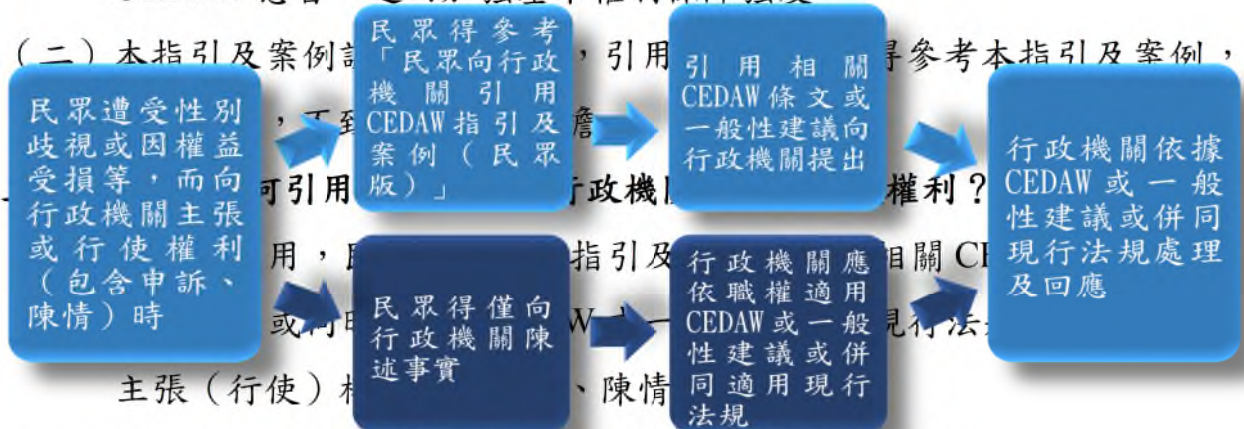 （二）本指引及案例
，引用
得參考本指引及案例，
民眾遭受性別
歧視或因權益
受損等，而向
行政機關主張
或行使權利
（包含申訴、
陳情）時
民眾得參考
「民眾向行政
機關引用
CEDAW指引及
案例（民眾
版）」
引用相關
CEDAW條文或
一般性建議向
行政機關提出
行政機關依據
CEDAW或一般
性建議或併同
現行法規處理
及回應
民眾得僅向
行政機關陳
述事實
行政機關應
依職權適用
CEDAW或一般
性建議或併
同適用現行
法規
，不致
何引用
行政機
權利？
用，
指引及
相關CE
現行法
主張（行使）
、陳情